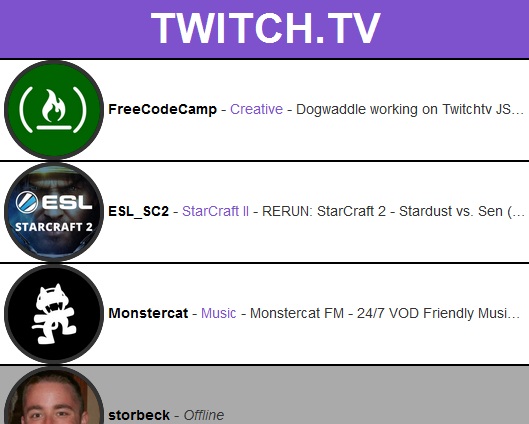 TWITCH.TV
FreeCodeCamp - Creative - Dogwaddle working on Twitchtv JS...
ESL
STARCRAFT 2
ESL_SC2 - StarCraft II - RERUN: StarCraft 2 - Stardust vs. Sen (...
Monstercat - Music - Monstercat FM - 24/7 VOD Friendly Musi...
storbeck - Offline